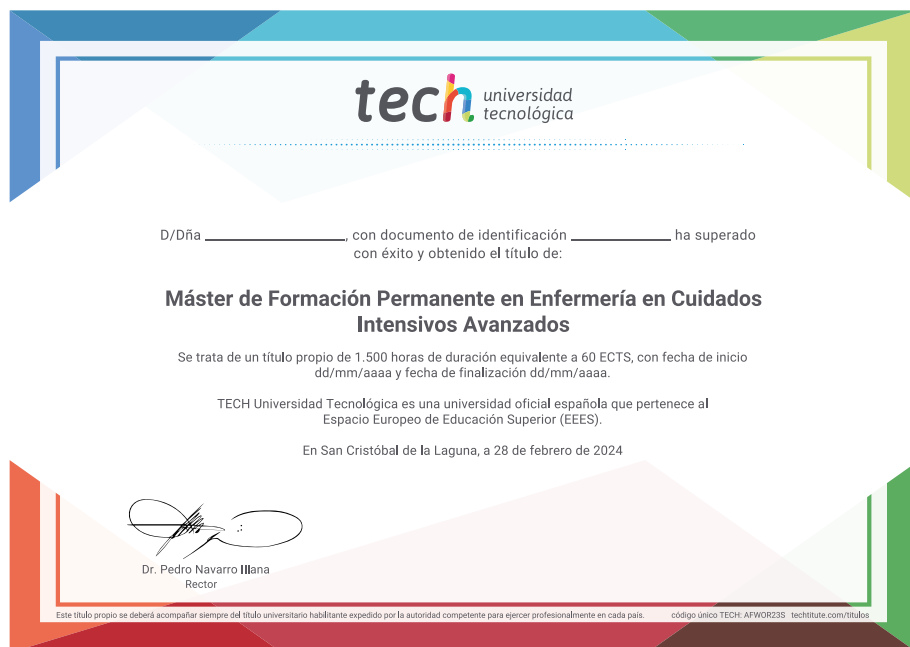 tech universidad
tecnológica
D/Dña ____________________, con documento de identificación ______________ ha superado
con éxito y obtenido el título de:
Máster de Formación Permanente en Enfermería en Cuidados
Intensivos Avanzados
Se trata de un título propio de 1.500 horas de duración equivalente a 60 ECTS, con fecha de inicio
dd/mm/aaaa y fecha de finalización dd/mm/aaaa.
TECH Universidad Tecnológica es una universidad oficial española que pertenece al
Espacio Europeo de Educación Superior (EEES).
En San Cristóbal de la Laguna, a 28 de febrero de 2024
Dr. Pedro Navarro Illana
Rector
Este título propio se deberá acompañar siempre del título universitario habilitante expedido por la autoridad competente para ejercer profesionalmente en cada país. código único TECH: AFWOR23S techtitute.com/titulos